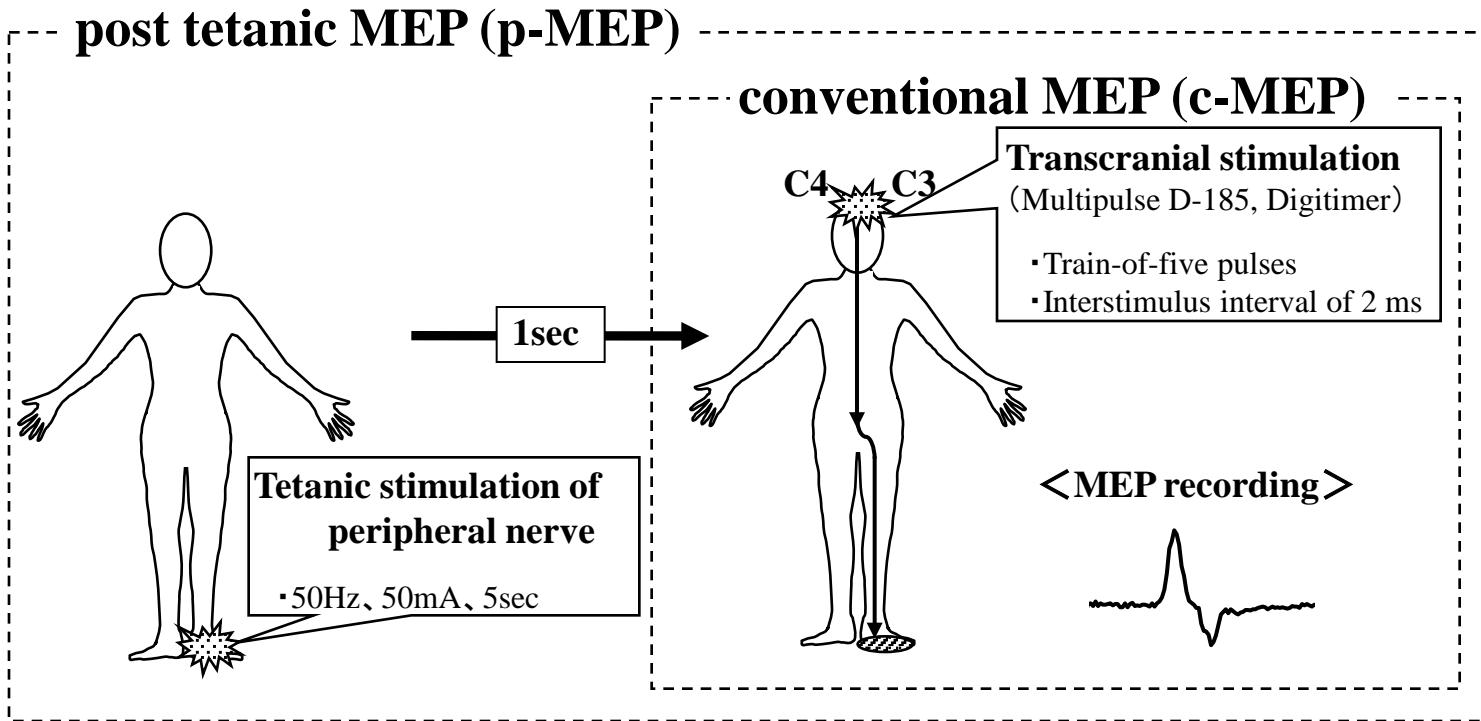 post tetanic MEP (p-MEP)
conventional MEP (c-MEP)
C4 C3
Transcranial stimulation
（Multipulse D-185, Digitimer）
・Train-of-five pulses
・Interstimulus interval of 2 ms
1sec
Tetanic stimulation of
peripheral nerve
・50Hz、50mA、5sec
＜MEP recording＞